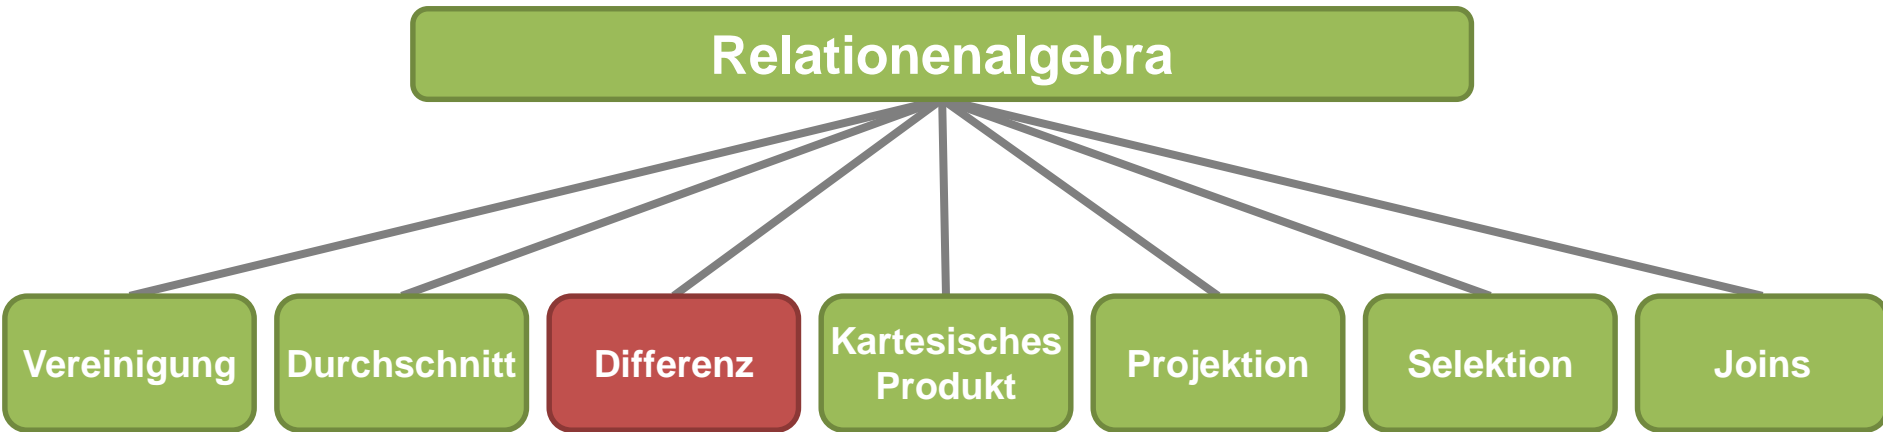 Relationenalgebra
Vereinigung
Durchschnitt
Differenz
Kartesisches
Produkt
Projektion
Selektion
Joins